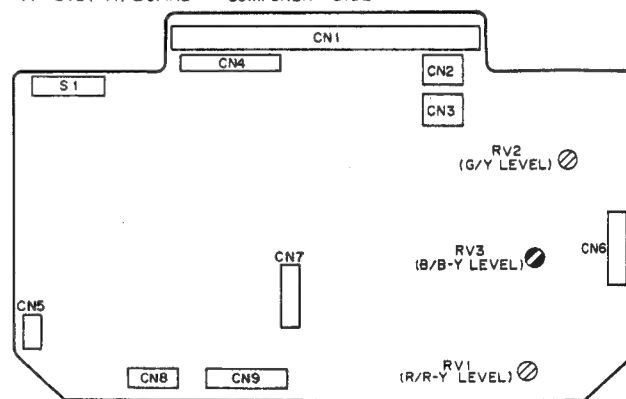 CN1
CN4
CN2
S1
CN3
RV2
(G/Y LEVEL)
RV3
(B/B-Y LEVEL)
CN6
CN7
CN5
RV1
(R/R-Y LEVEL)
CN8
CN9